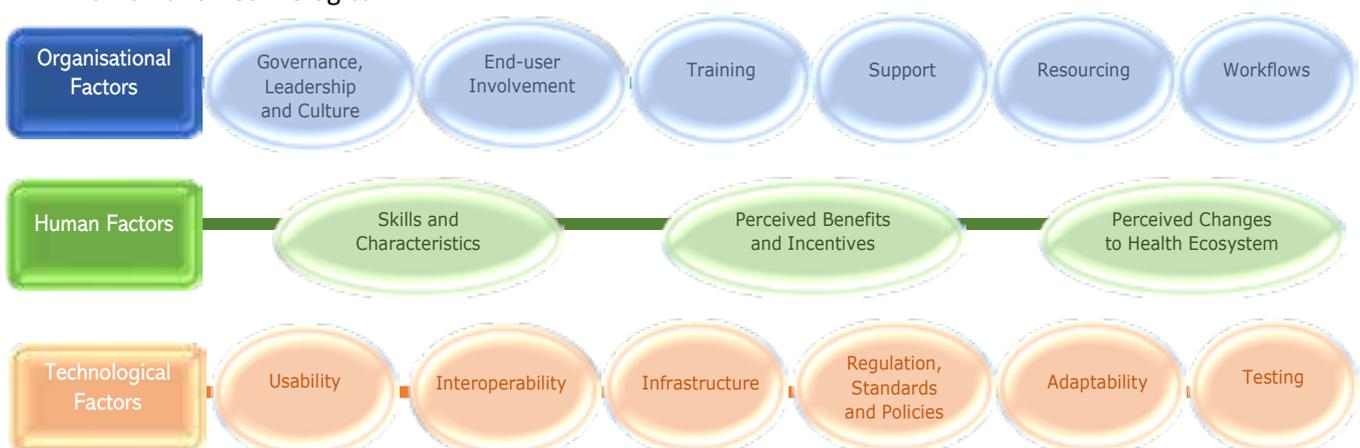 Organisational
Factors
Governance,
Leadership
and Culture
End-user
Involvement
Training
Support
Resourcing
Workflows
Human Factors
Skills and
Characteristics
Perceived Benefits
and Incentives
Perceived Changes
to Health Ecosystem
Technological
Factors
Usability
Interoperability
Infrastructure
Regulation,
Standards
and Policies
Adaptability
Testing